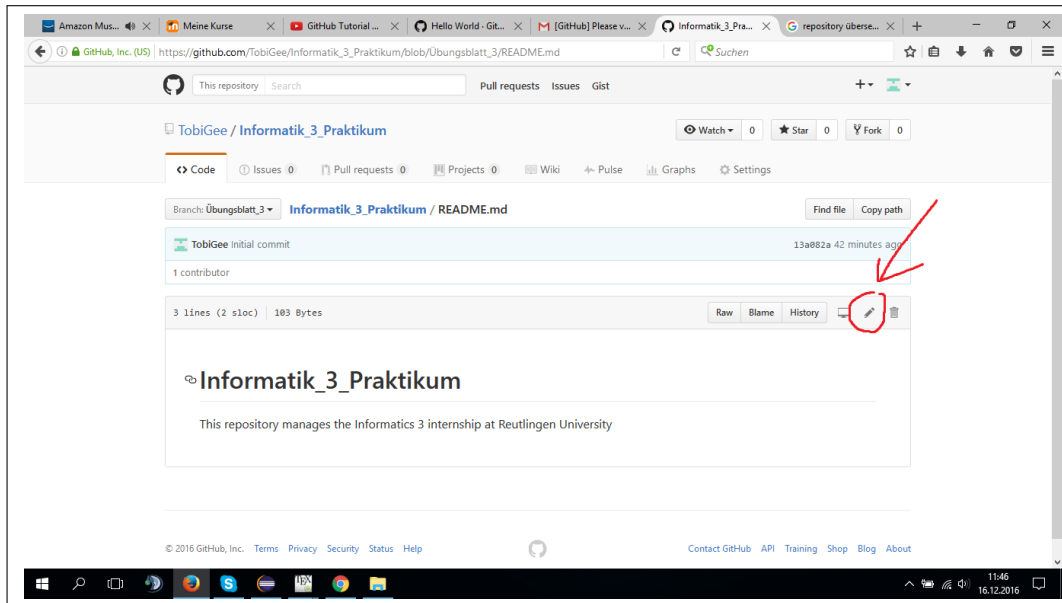 Amazon Mus...
Meine Kurse
GitHub Tutorial ...
Hello World · Git...
[GitHub] Please v...
Informatik_3_Pra...
G repository überse...
GitHub, Inc. (US) https://github.com/TobiGee/Informatik_3_Praktikum/blob/Übungsblatt_3/README.md
Suchen
This repository Search
Pull requests Issues Gist
TobiGee / Informatik_3_Praktikum
Watch 0 Star 0 Fork 0
Code Issues 0 Pull requests 0 Projects 0 Wiki Pulse Graphs Settings
Branch: Übungsblatt_3 Informatik_3_Praktikum / README.md Find file Copy path
TobiGee Initial commit 13a082a 42 minutes ago
1 contributor
3 lines (2 sloc) 103 Bytes Raw Blame History
Informatik_3_Praktikum
This repository manages the Informatics 3 internship at Reutlingen University
© 2016 GitHub, Inc. Terms Privacy Security Status Help Contact GitHub API Training Shop Blog About
S TEX 11:46
16.12.2016